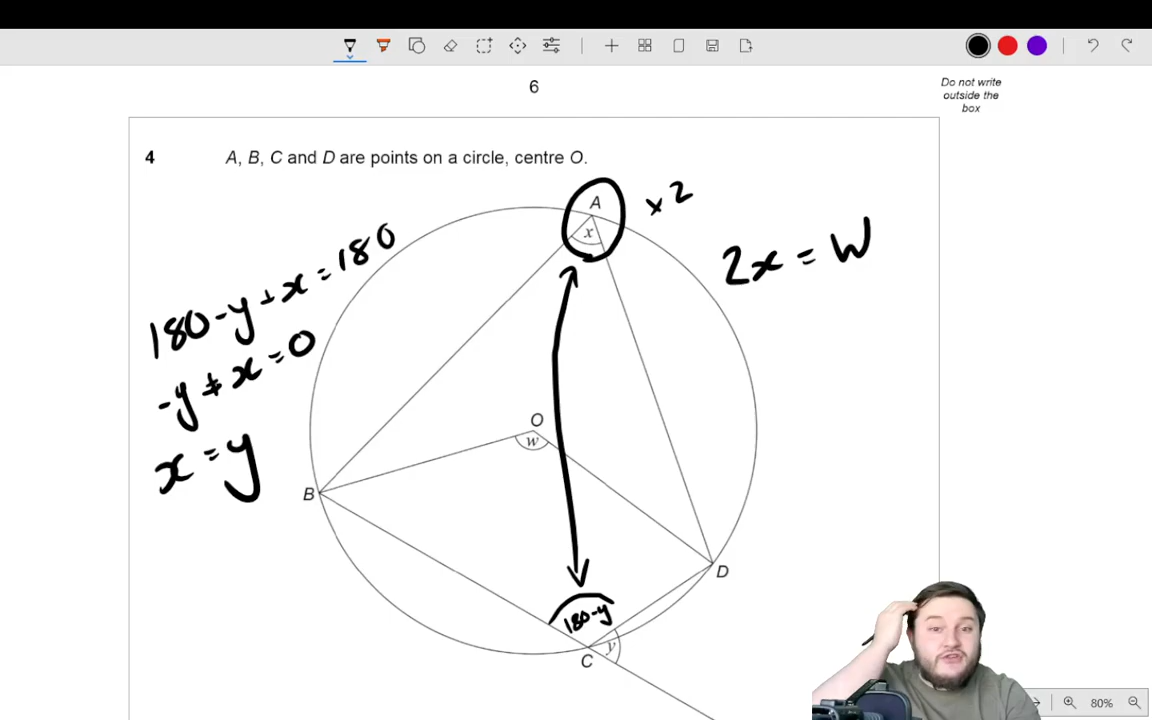 6
Do not write
outside the
box
4 A, B, C and D are points on a circle, centre O.
A
x
x2
2x = W
180-y+x=180
-y+x=0
x=y
O
w
B
D
180-y
C
y
80%